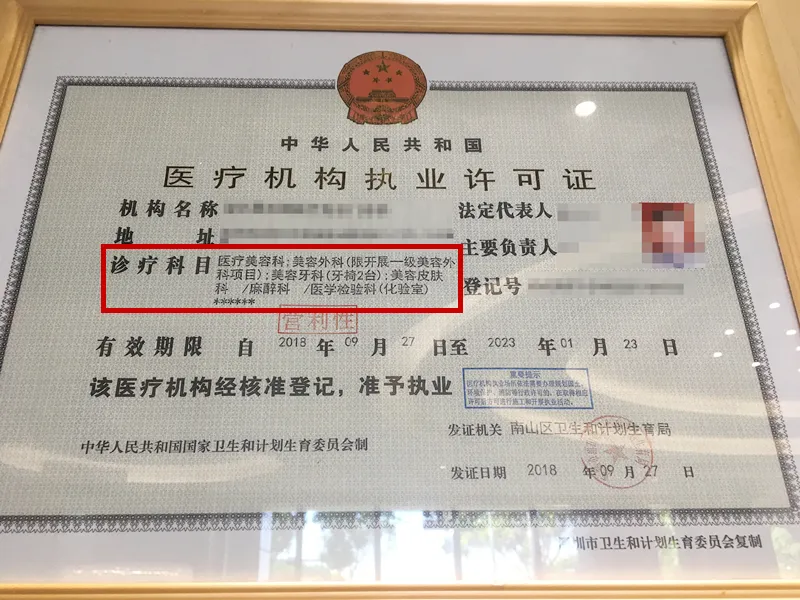 中华人民共和国
医疗机构执业许可证
机构名称
法定代表人
地 址
主要负责人
诊疗科目 医疗美容科;美容外科(限开展一级美容外
科项目);美容牙科(牙椅2台);美容皮肤
科 /麻醉科 /医学检验科(化验室)
******
登记号
营利性
有效期限 自 2018 年 09 月 27 日至 2023 年 01 月 23 日
该医疗机构经核准登记，准予执业
重要提示
发证机关 南山区卫生和计划生育局
中华人民共和国国家卫生和计划生育委员会制
发证日期 2018 年 09 月 27 日
圳市卫生和计划生育委员会复制